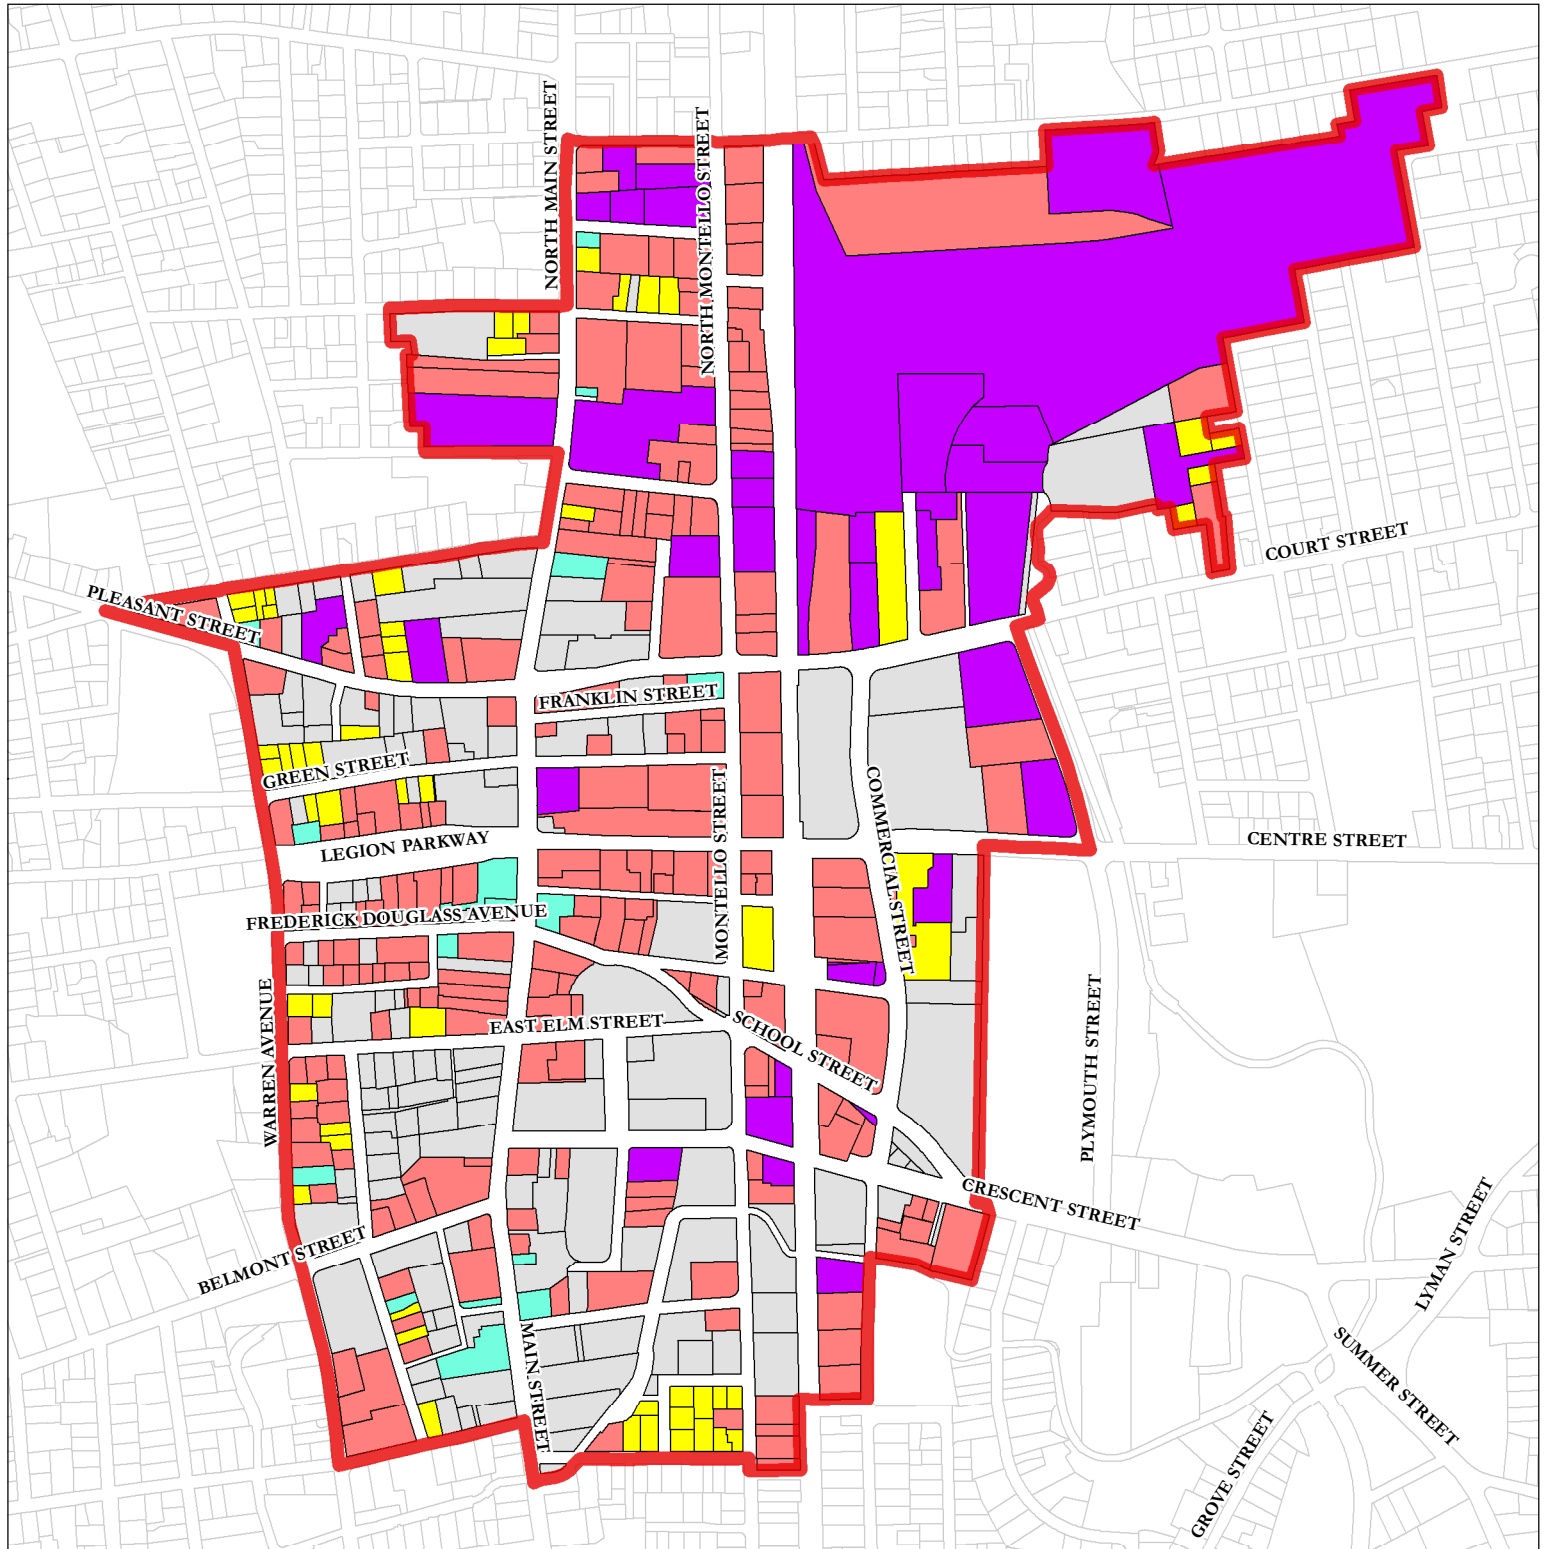 NORTH MAIN STREET
NORTH MONTELLO STREET
COURT STREET
PLEASANT STREET
FRANKLIN STREET
GREEN STREET
COMMERCIAL STREET
MONTELLO STREET
LEGION PARKWAY
CENTRE STREET
FREDERICK DOUGLASS AVENUE
WARREN AVENUE
EAST ELM STREET
SCHOOL STREET
PLYMOUTH STREET
CRESCENT STREET
BELMONT STREET
LYMAN STREET
MAIN STREET
SUMMER STREET
GROVE STREET